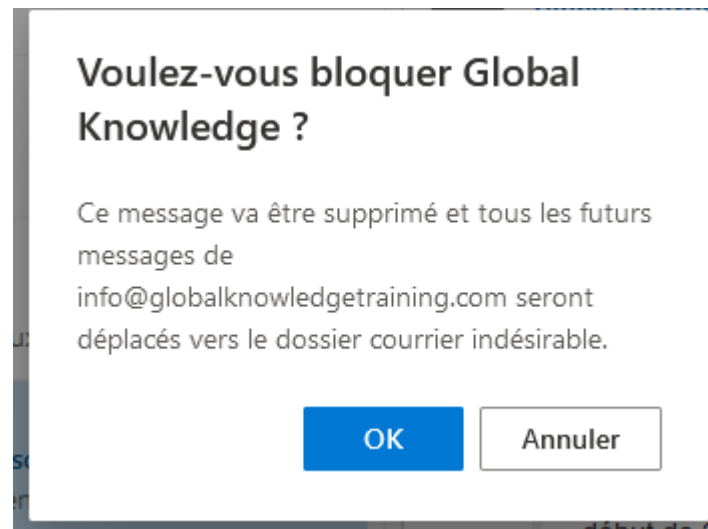 Voulez-vous bloquer Global
Knowledge ?
Ce message va être supprimé et tous les futurs
messages de
info@globalknowledgetraining.com seront
déplacés vers le dossier courrier indésirable.
OK
Annuler